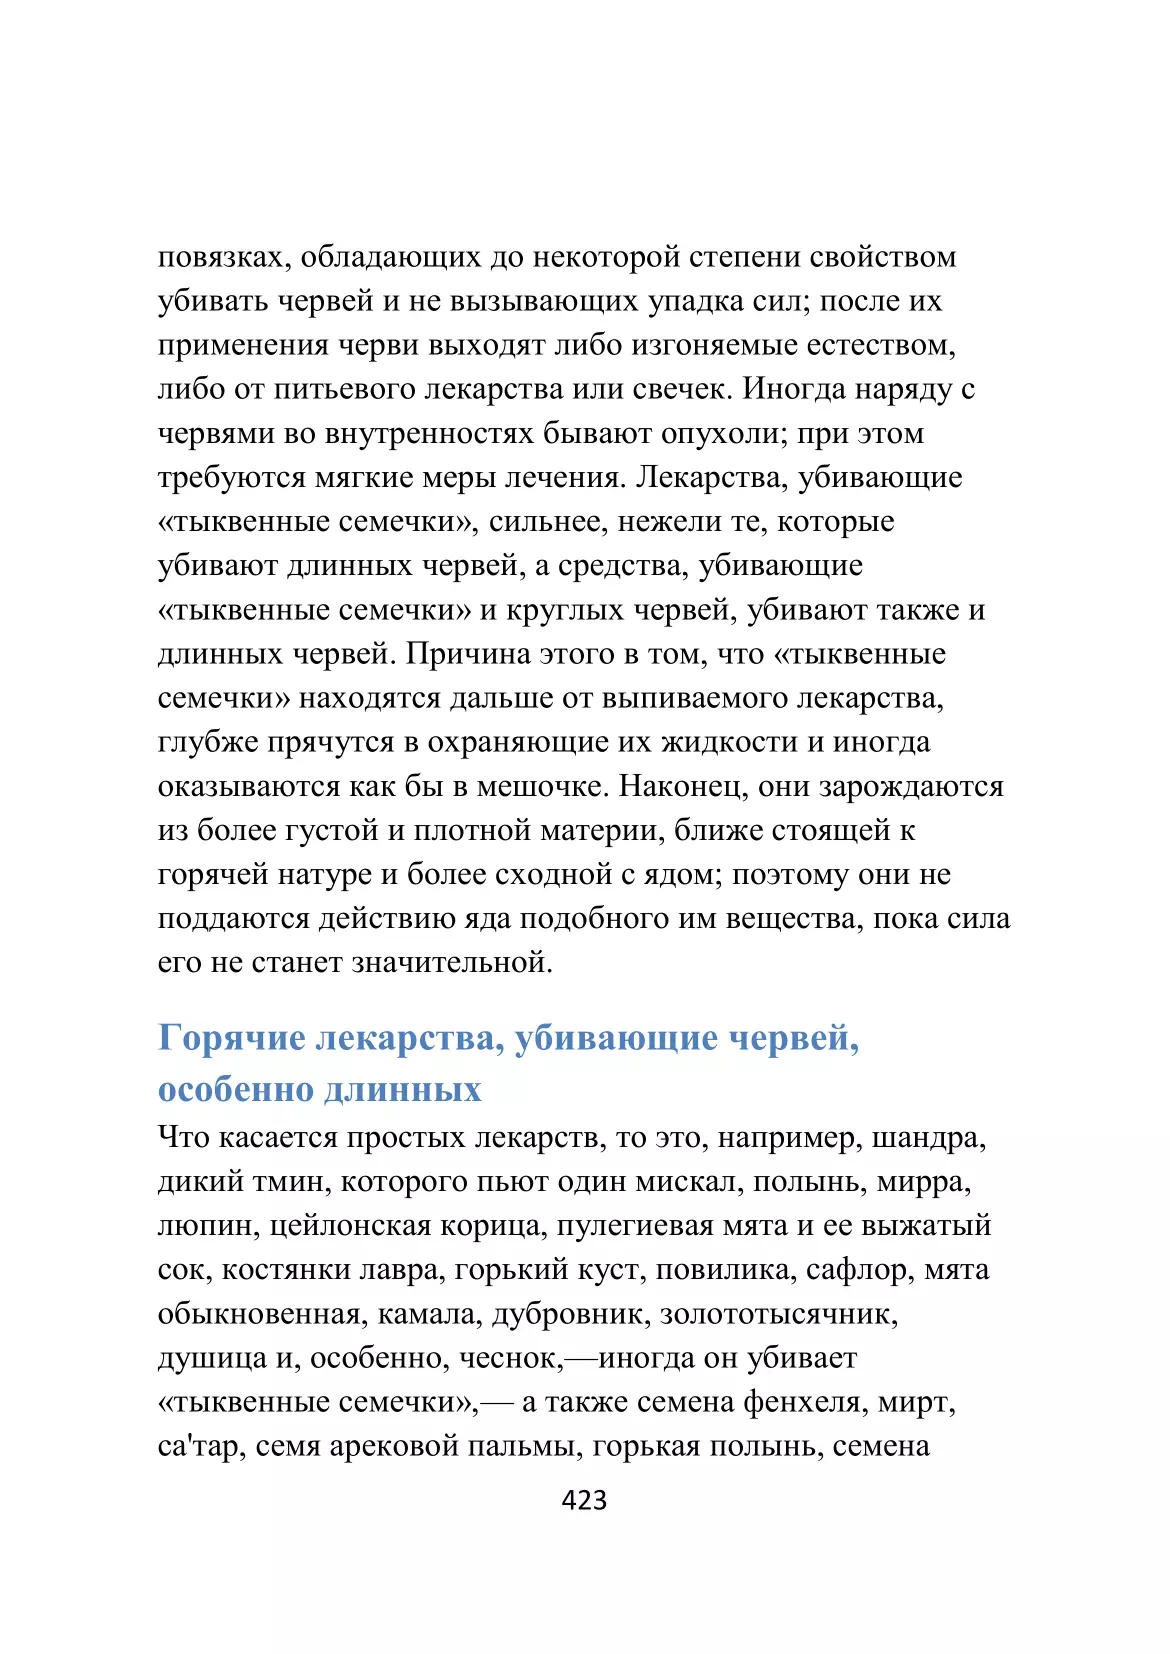 повязках, обладающих до некоторой степени свойством
убивать червей и не вызывающих упадка сил; после их
применения черви выходят либо изгоняемые естеством,
либо от питьевого лекарства или свечек. Иногда наряду с
червями во внутренностях бывают опухоли; при этом
требуются мягкие меры лечения. Лекарства, убивающие
«тыквенные семечки», сильнее, нежели те, которые
убивают длинных червей, а средства, убивающие
«тыквенные семечки» и круглых червей, убивают также и
длинных червей. Причина этого в том, что «тыквенные
семечки» находятся дальше от выпиваемого лекарства,
глубже прячутся в охраняющие их жидкости и иногда
оказываются как бы в мешочке. Наконец, они зарождаются
из более густой и плотной материи, ближе стоящей к
горячей натуре и более сходной с ядом; поэтому они не
поддаются действию яда подобного им вещества, пока сила
его не станет значительной.
Горячие лекарства, убивающие червей,
особенно длинных
Что касается простых лекарств, то это, например, шандра,
дикий тмин, которого пьют один мискал, полынь, мирра,
люпин, цейлонская корица, пулегиевая мята и ее выжатый
сок, костянки лавра, горький куст, повилика, сафлор, мята
обыкновенная, камала, дубровник, золототысячник,
душица и, особенно, чеснок,—иногда он убивает
«тыквенные семечки»,— а также семена фенхеля, мирт,
са'тар, семя арековой пальмы, горькая полынь, семена
423